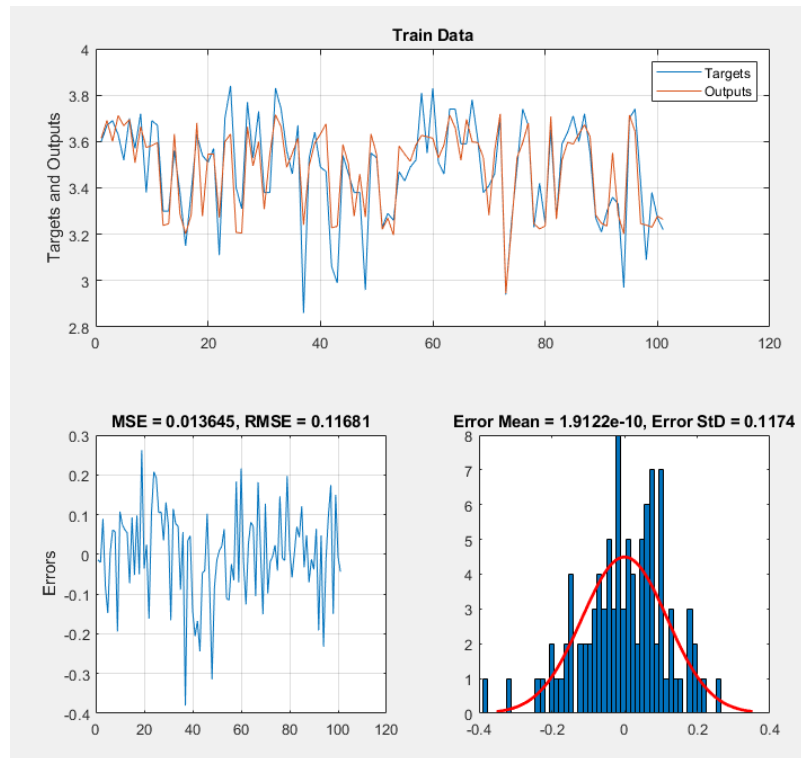 Train Data
4
3.8
3.6
3.4
3.2
3
2.8
Targets and Outputs
Targets
Outputs
0 20 40 60 80 100 120
MSE = 0.013645, RMSE = 0.11681
0.3
0.2
0.1
0
-0.1
-0.2
-0.3
-0.4
Errors
0 20 40 60 80 100 120
Error Mean = 1.9122e-10, Error StD = 0.1174
8
7
6
5
4
3
2
1
0
-0.4 -0.2 0 0.2 0.4